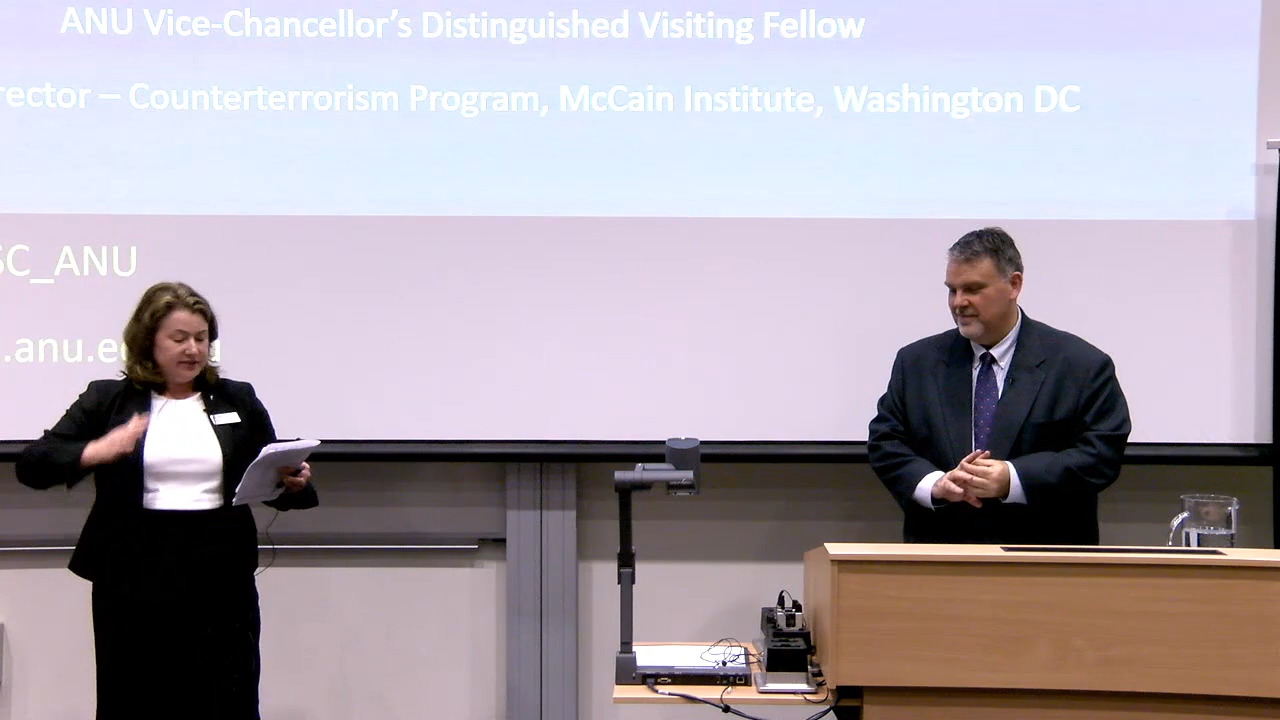 ANU Vice-Chancellor's Distinguished Visiting Fellow
rector – Counterterrorism Program, McCain Institute, Washington DC
SC_ANU
.anu.e